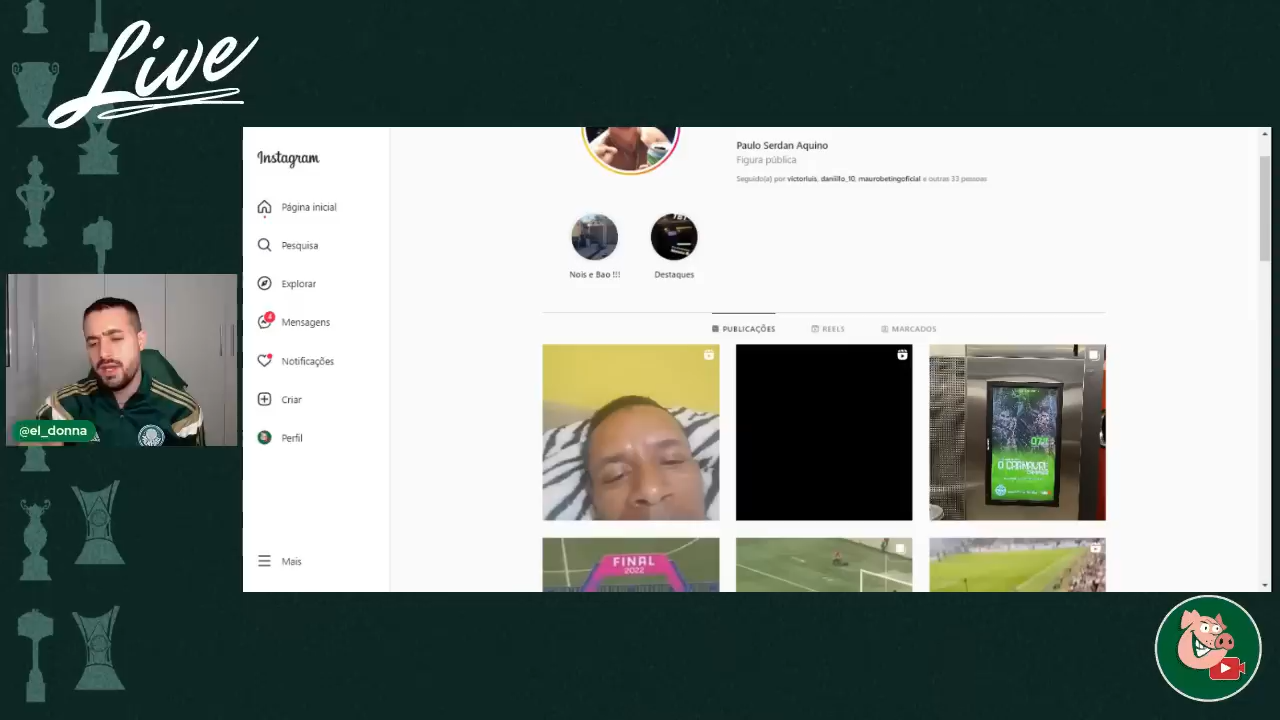 Live
Instagram
Página inicial
Pesquisa
Explorar
4
Mensagens
Notificações
Criar
Perfil
Mais
Paulo Serdan Aquino
Figura pública
Seguido(a) por victorluis, danillo_10, maurobetingoficial e outras 33 pessoas
Nois e Bao !!!
Destaques
PUBLICAÇÕES
REELS
MARCADOS
FINAL
2022
@el_donna